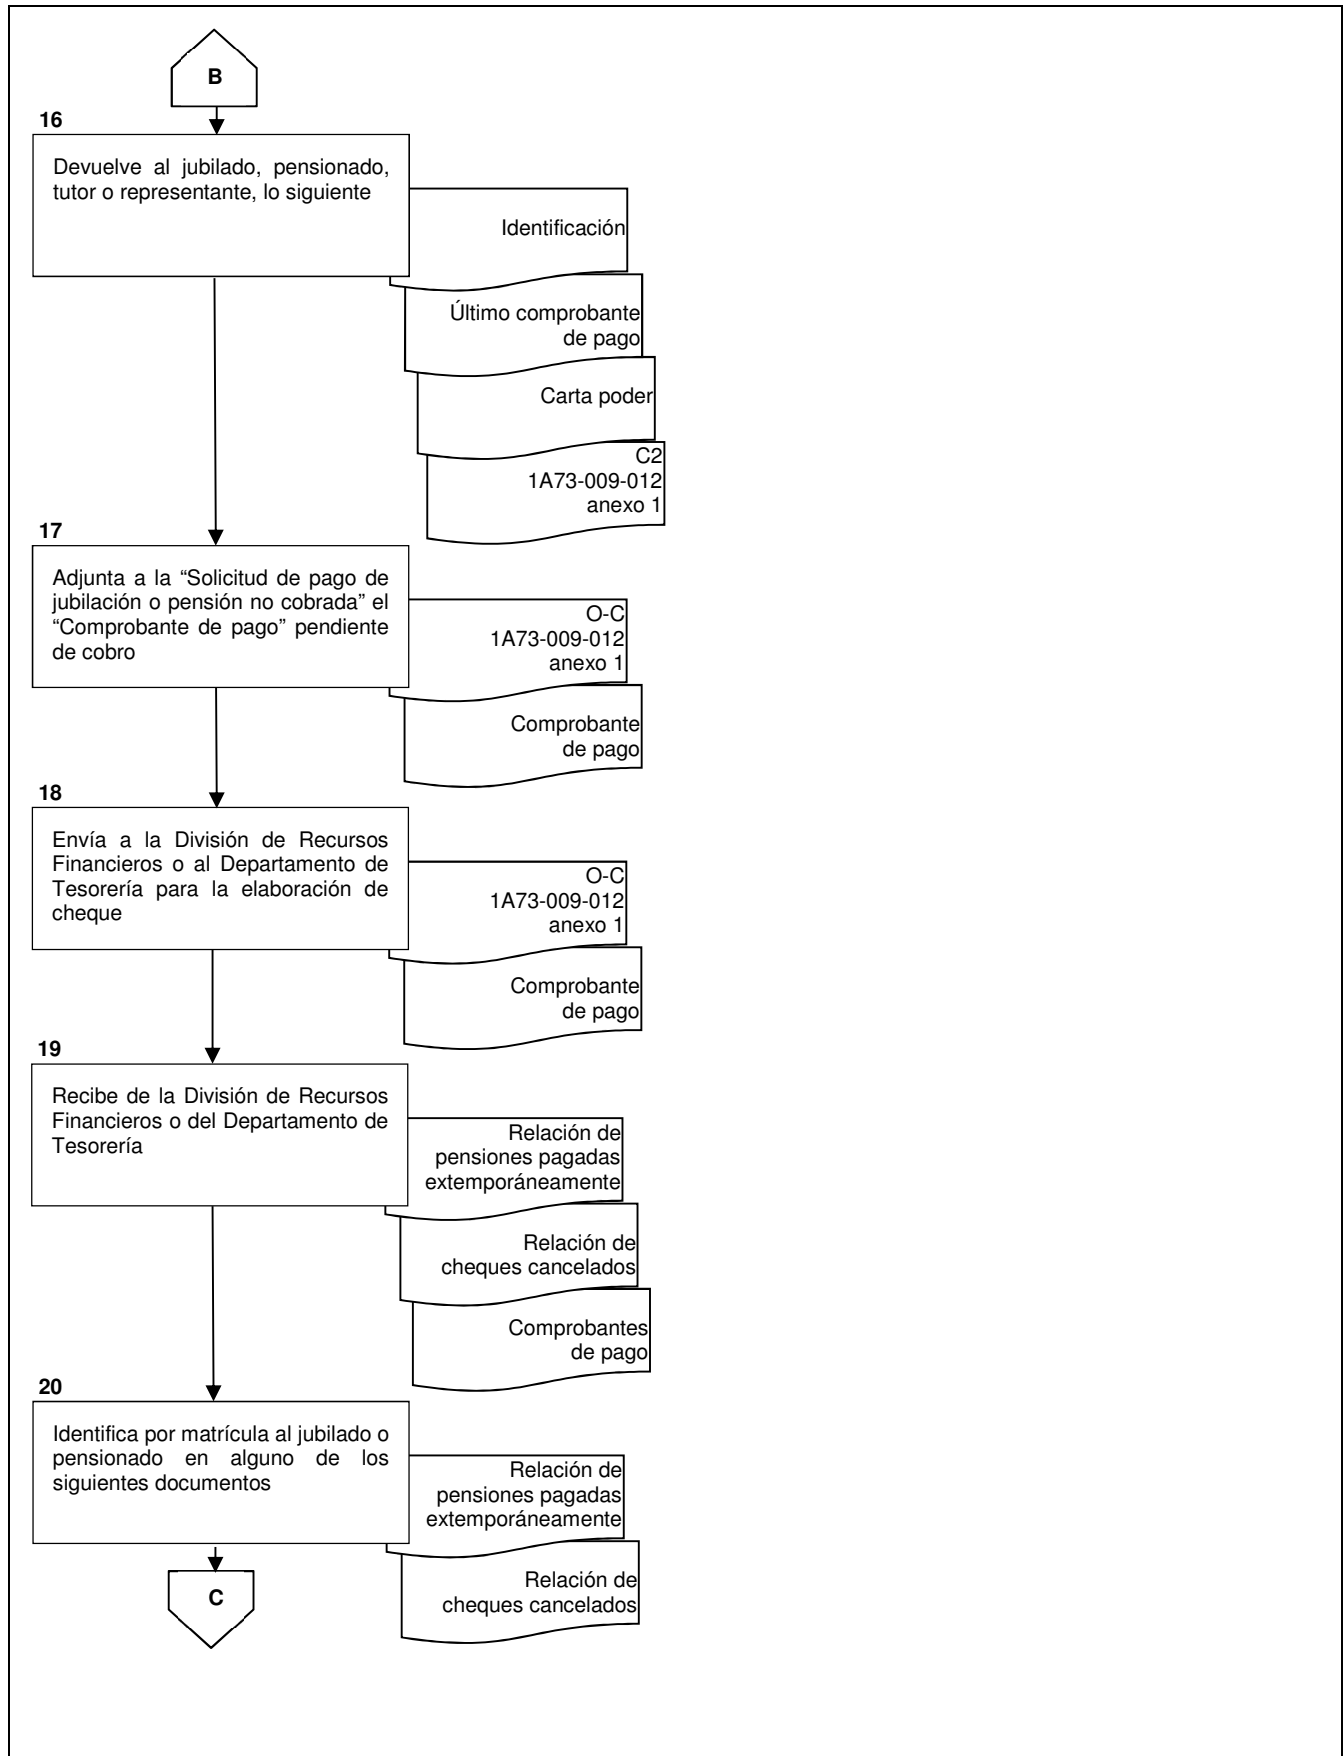 B
16
Devuelve al jubilado, pensionado,
tutor o representante, lo siguiente
Identificación
Último comprobante
de pago
Carta poder
C2
1A73-009-012
anexo 1
17
Adjunta a la “Solicitud de pago de
jubilación o pensión no cobrada” el
“Comprobante de pago” pendiente
de cobro
O-C
1A73-009-012
anexo 1
Comprobante
de pago
18
Envía a la División de Recursos
Financieros o al Departamento de
Tesorería para la elaboración de
cheque
O-C
1A73-009-012
anexo 1
Comprobante
de pago
19
Recibe de la División de Recursos
Financieros o del Departamento de
Tesorería
Relación de
pensiones pagadas
extemporáneamente
Relación de
cheques cancelados
Comprobantes
de pago
20
Identifica por matrícula al jubilado o
pensionado en alguno de los
siguientes documentos
Relación de
pensiones pagadas
extemporáneamente
Relación de
cheques cancelados
C